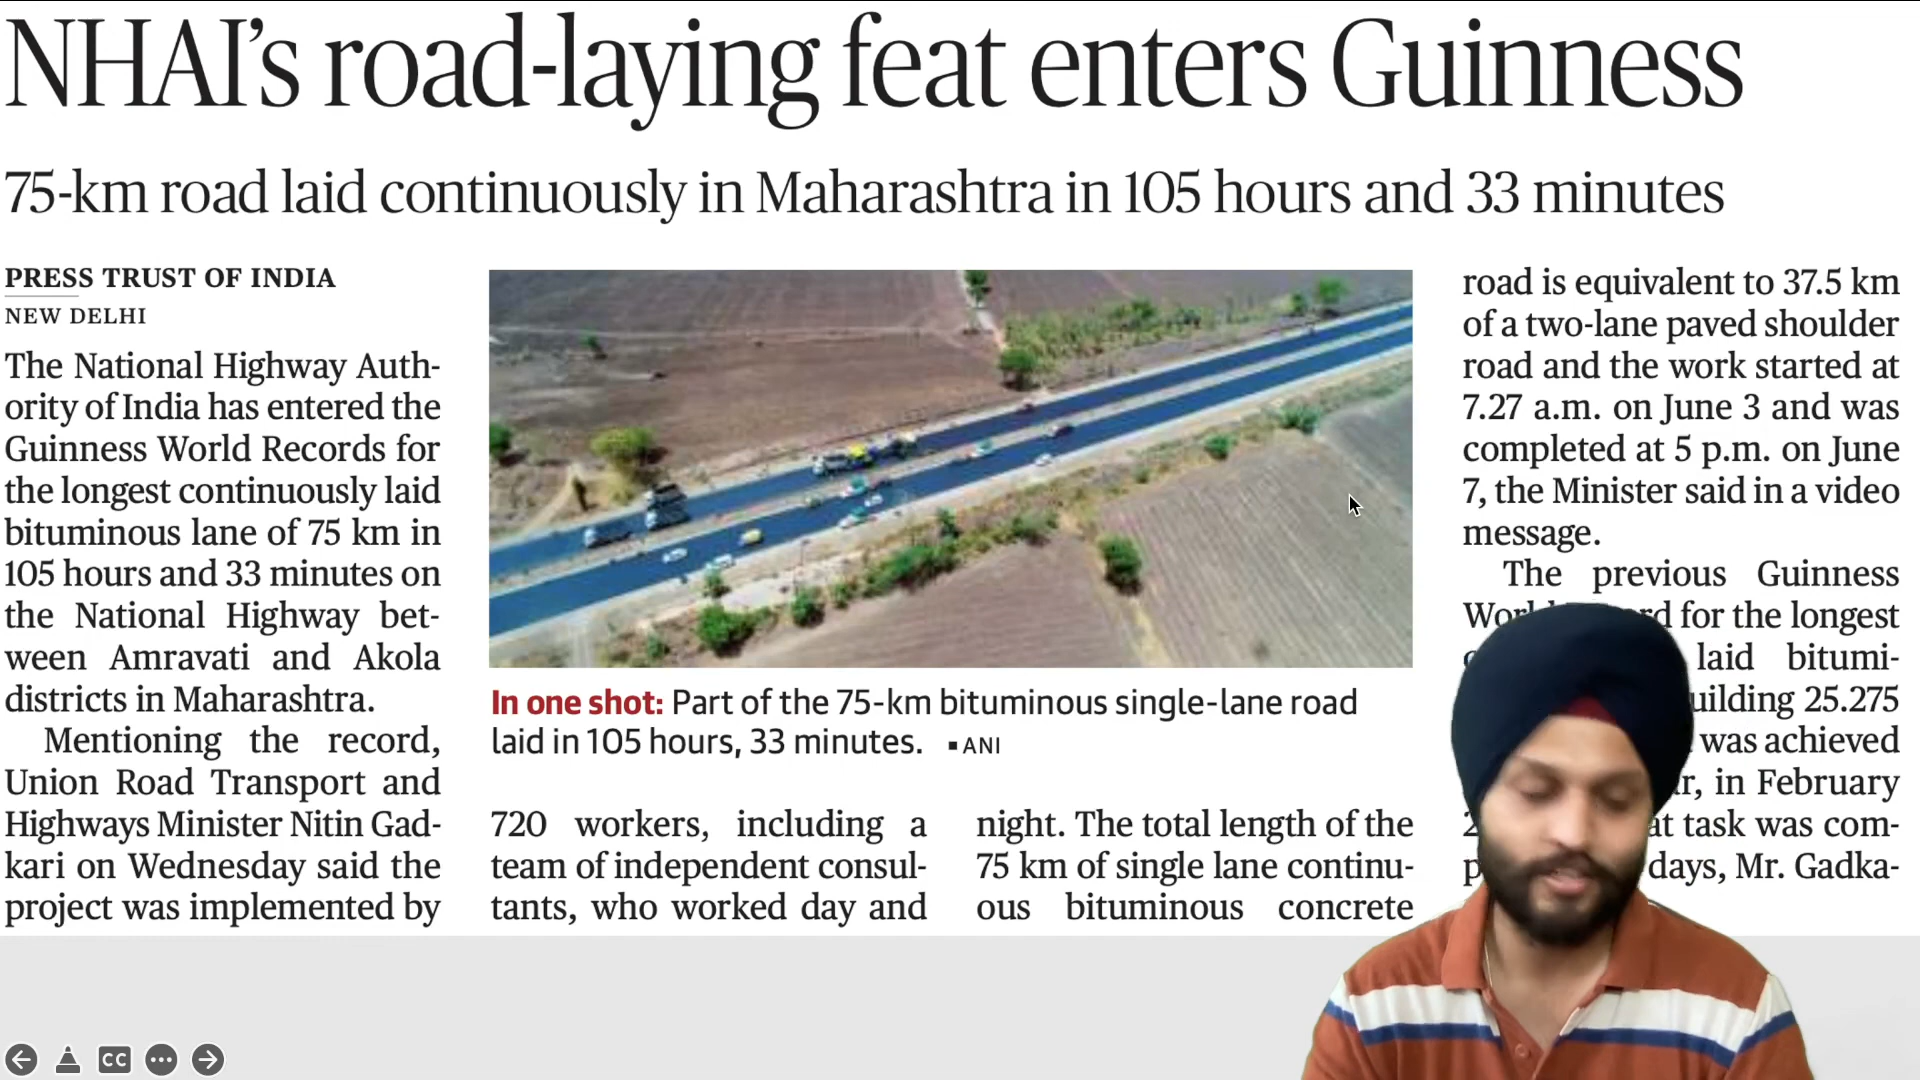 NHAI's road-laying feat enters Guinness
75-km road laid continuously in Maharashtra in 105 hours and 33 minutes
PRESS TRUST OF INDIA
NEW DELHI
The National Highway Auth-
ority of India has entered the
Guinness World Records for
the longest continuously laid
bituminous lane of 75 km in
105 hours and 33 minutes on
the National Highway bet-
ween Amravati and Akola
districts in Maharashtra.
Mentioning the record,
Union Road Transport and
Highways Minister Nitin Gad-
kari on Wednesday said the
project was implemented by
In one shot: Part of the 75-km bituminous single-lane road
laid in 105 hours, 33 minutes. ▪ ANI
720 workers, including a
team of independent consul-
tants, who worked day and
night. The total length of the
75 km of single lane continu-
ous bituminous concrete
road is equivalent to 37.5 km
of a two-lane paved shoulder
road and the work started at
7.27 a.m. on June 3 and was
completed at 5 p.m. on June
7, the Minister said in a video
message.
The previous Guinness
for the longest
laid bitumi-
25.275
was achieved
in February
task was com-
days, Mr. Gadka-
CC